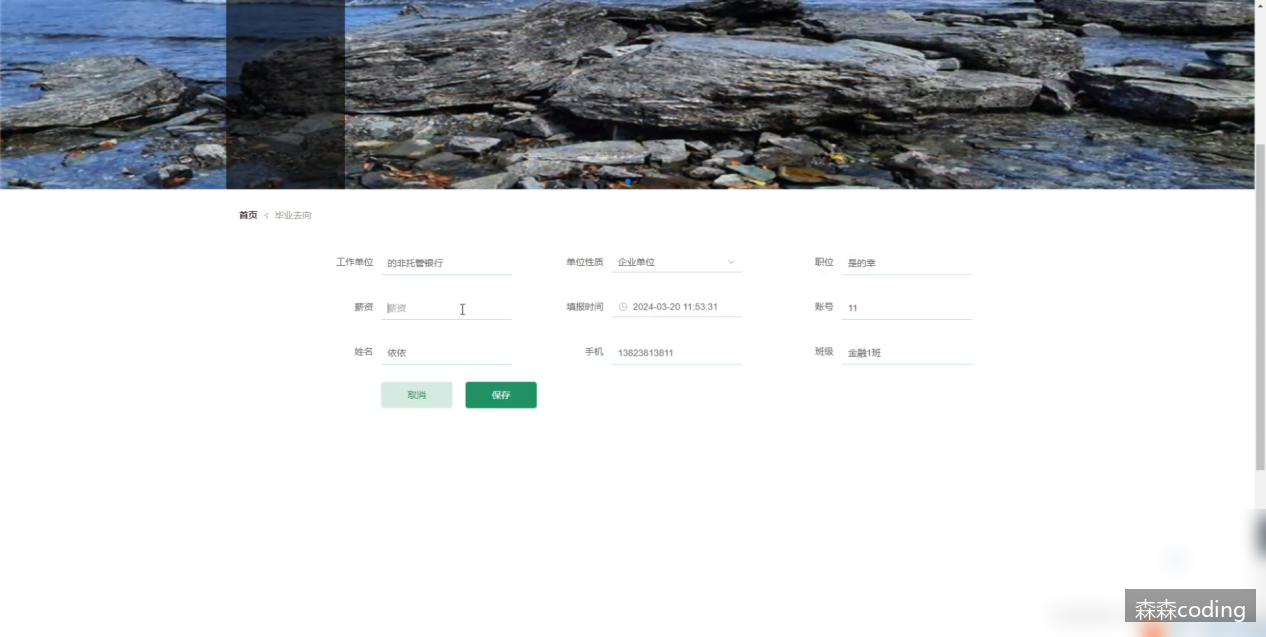 首页 毕业去向
工作单位 的非托管银行 单位性质 企业单位 职位 是的幸
薪资 薪资 填报时间 2024-03-20 11:53:31 账号 11
姓名 依依 手机 13823813811 班级 金融1班
取消 保存
森森coding